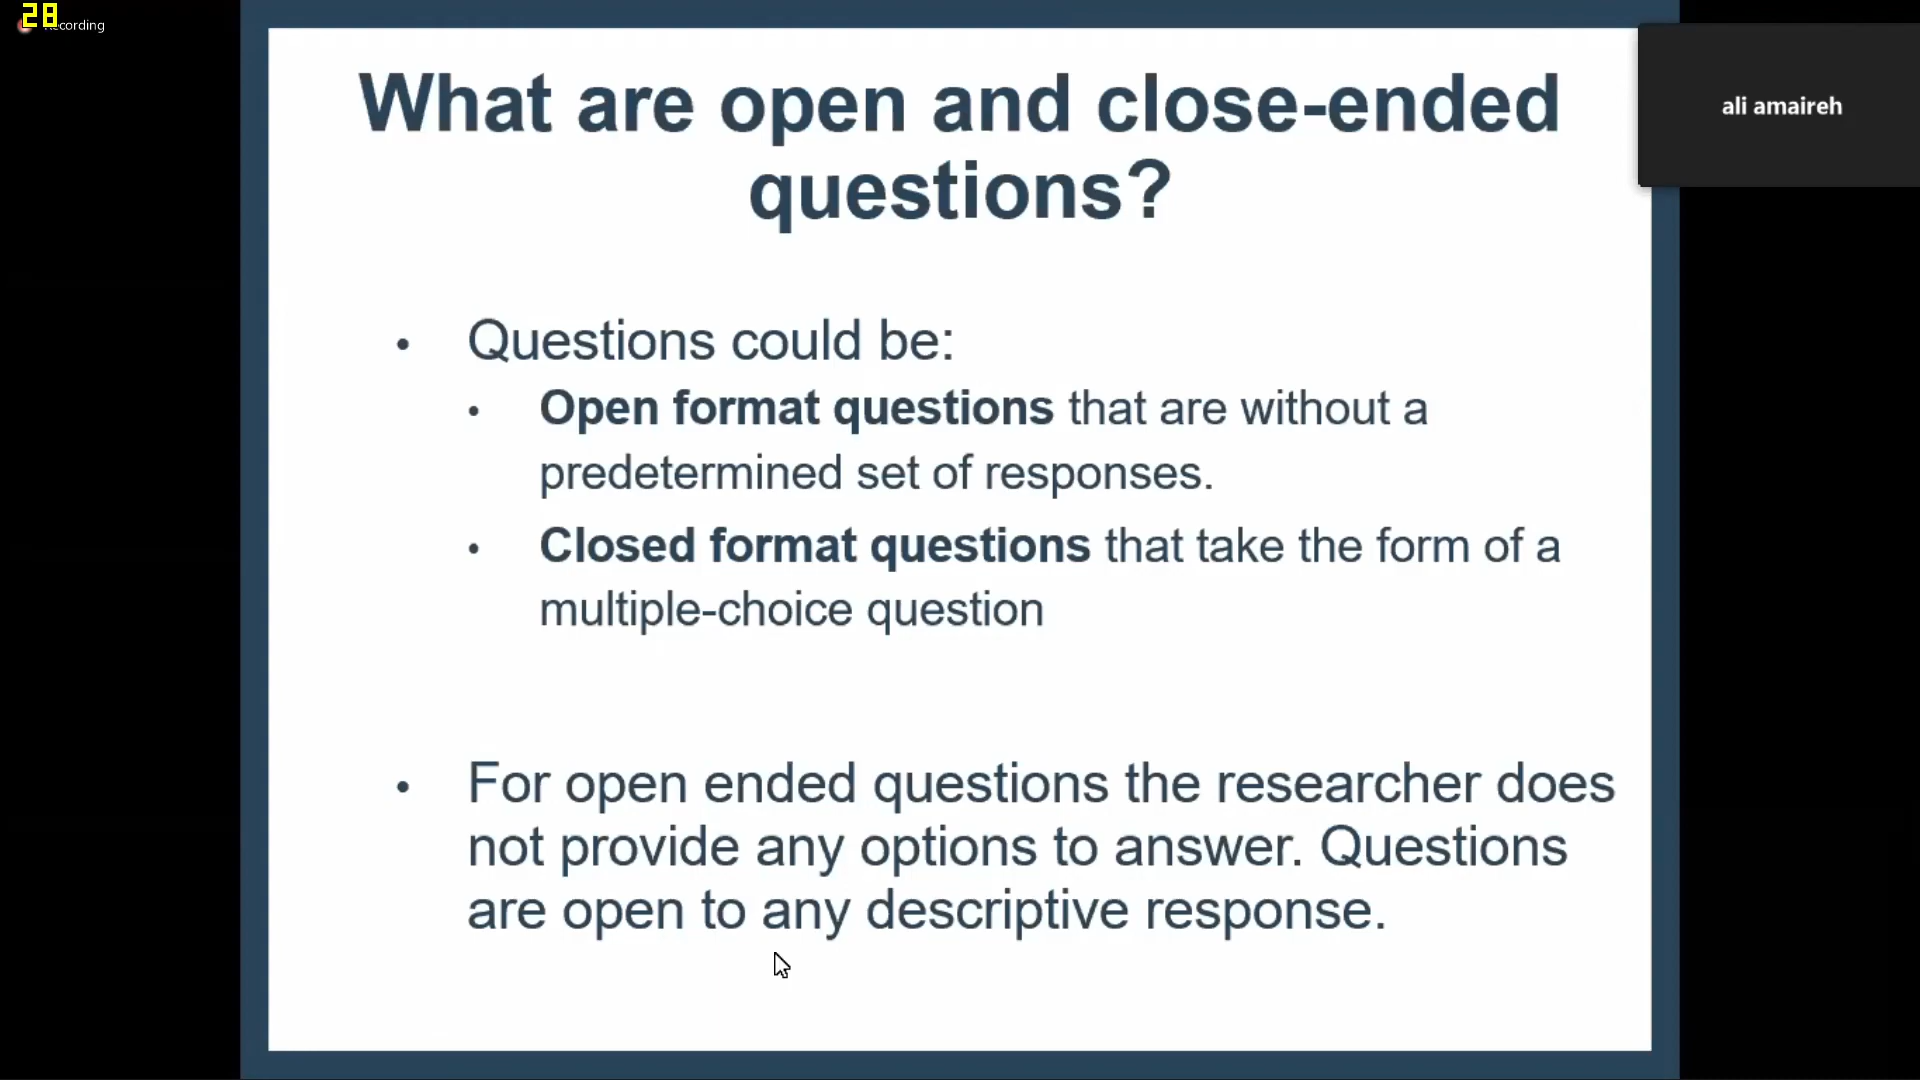 28
Recording
What are open and close-ended
questions?
ali amaireh
• Questions could be:
• Open format questions that are without a
predetermined set of responses.
• Closed format questions that take the form of a
multiple-choice question
• For open ended questions the researcher does
not provide any options to answer. Questions
are open to any descriptive response.